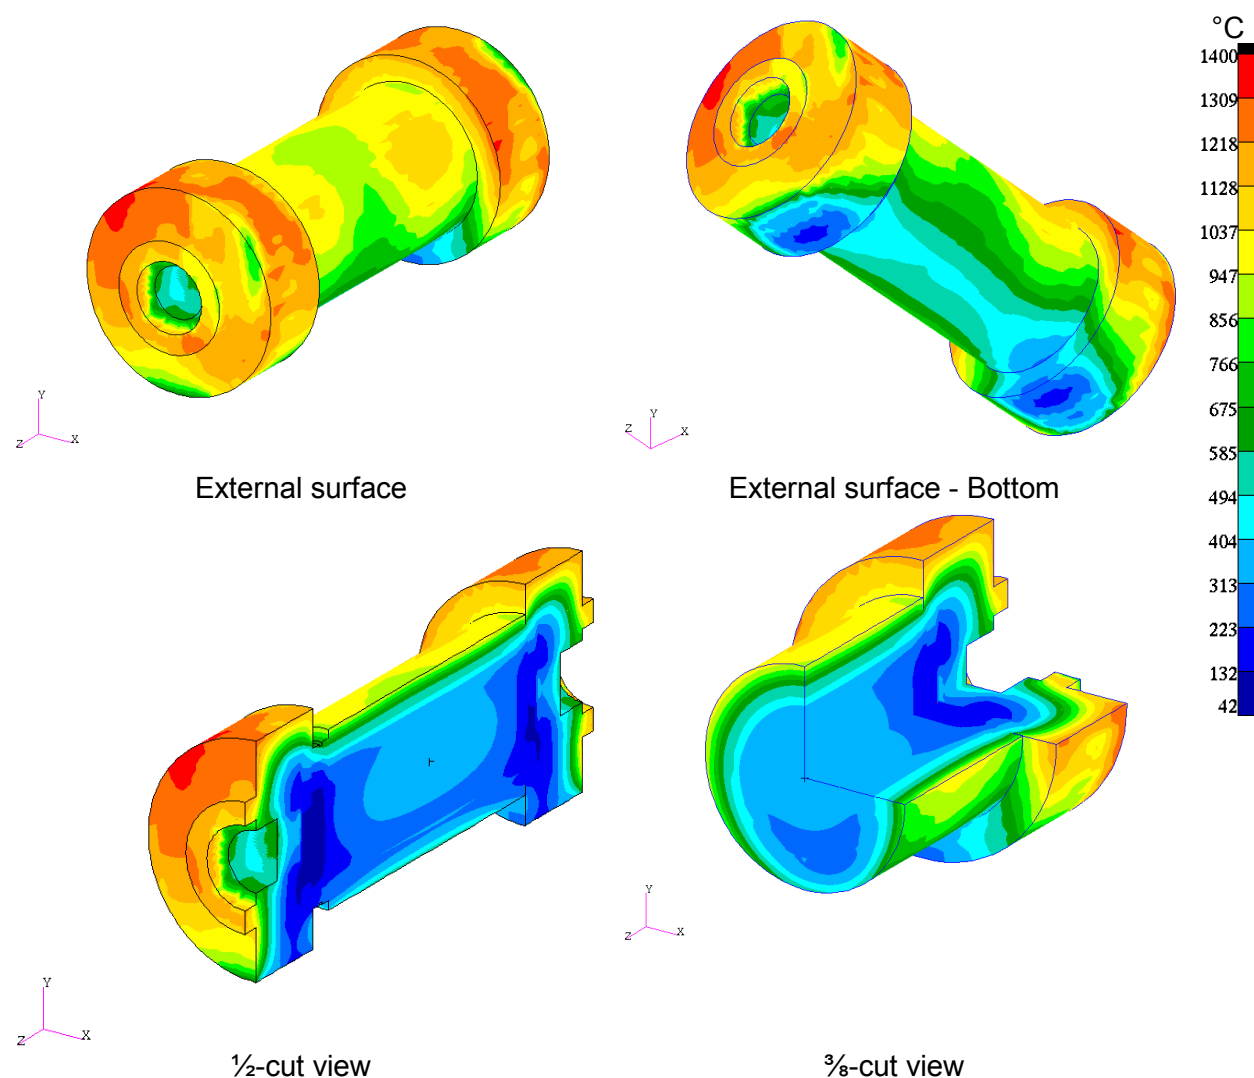 °C
1400
1309
1218
1128
1037
947
856
766
675
585
494
404
313
223
132
42
Y
Z X
Y
Z X
External surface
External surface - Bottom
Y
Z X
Y
Z X
½-cut view
⅜-cut view